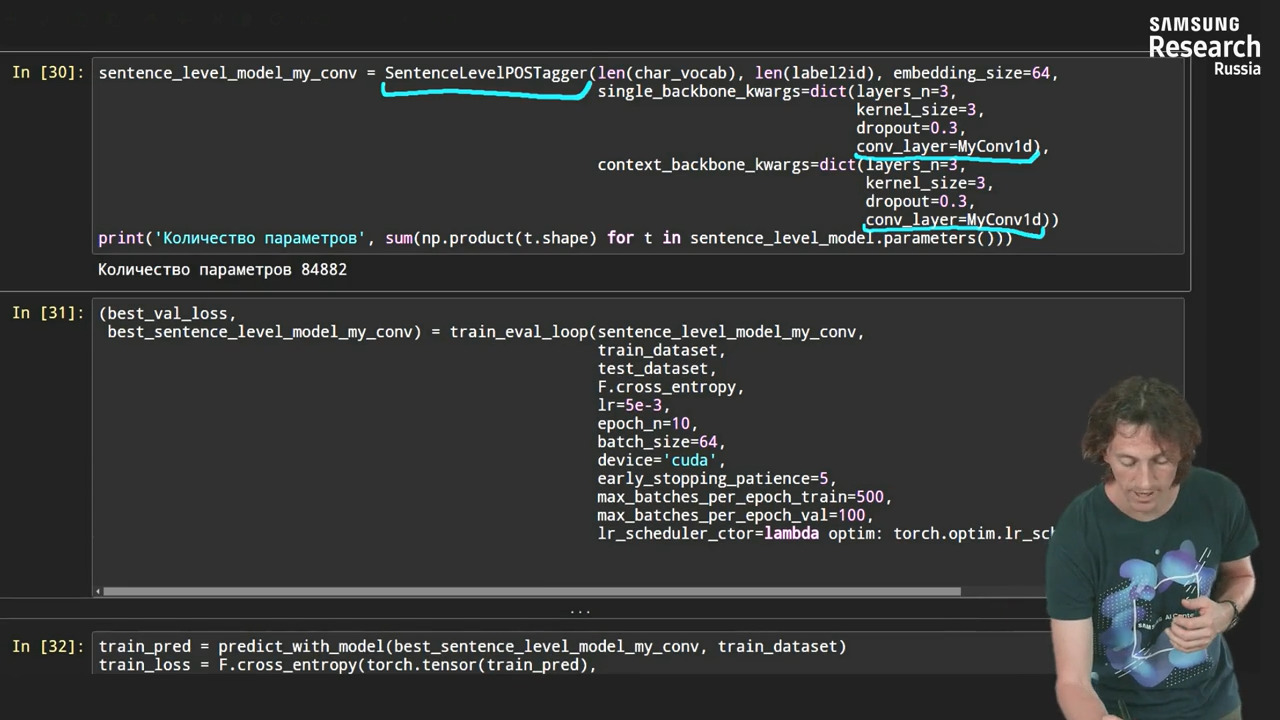 SAMSUNG
Research
Russia
In [30]: sentence_level_model_my_conv = SentenceLevelPOSTagger(len(char_vocab), len(label2id), embedding_size=64,
single_backbone_kwargs=dict(layers_n=3,
kernel_size=3,
dropout=0.3,
conv_layer=MyConv1d),
context_backbone_kwargs=dict(layers_n=3,
kernel_size=3,
dropout=0.3,
conv_layer=MyConv1d))
print('Количество параметров', sum(np.product(t.shape) for t in sentence_level_model.parameters()))
Количество параметров 84882
In [31]: (best_val_loss,
best_sentence_level_model_my_conv) = train_eval_loop(sentence_level_model_my_conv,
train_dataset,
test_dataset,
F.cross_entropy,
lr=5e-3,
epoch_n=10,
batch_size=64,
device='cuda',
early_stopping_patience=5,
max_batches_per_epoch_train=500,
max_batches_per_epoch_val=100,
lr_scheduler_ctor=lambda optim: torch.optim.lr_sc
...
In [32]: train_pred = predict_with_model(best_sentence_level_model_my_conv, train_dataset)
train_loss = F.cross_entropy(torch.tensor(train_pred),